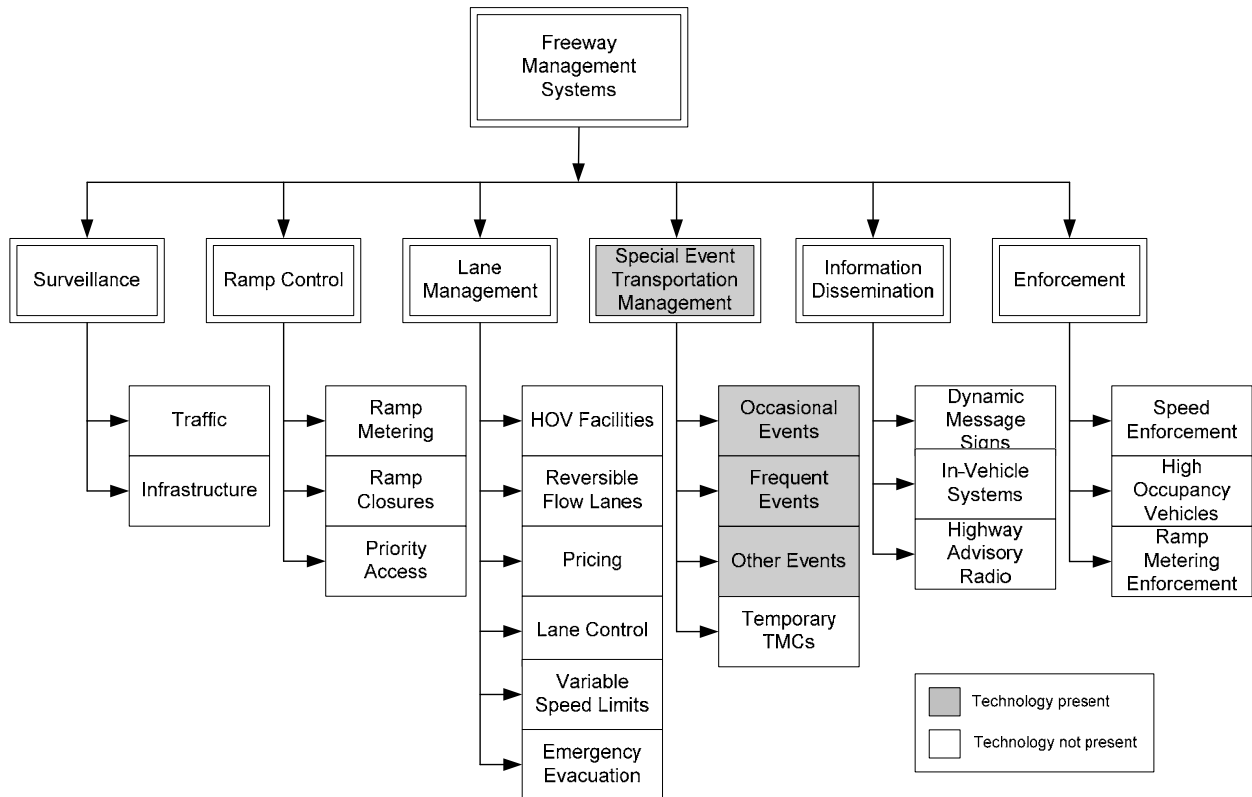 Freeway
Management
Systems
Surveillance
Ramp Control
Lane
Management
Special Event
Transportation
Management
Information
Dissemination
Enforcement
Traffic
Infrastructure
Ramp
Metering
Ramp
Closures
Priority
Access
HOV Facilities
Reversible
Flow Lanes
Pricing
Lane Control
Variable
Speed Limits
Emergency
Evacuation
Occasional
Events
Frequent
Events
Other Events
Temporary
TMCs
Dynamic
Message
Signs
In-Vehicle
Systems
Highway
Advisory
Radio
Speed
Enforcement
High
Occupancy
Vehicles
Ramp
Metering
Enforcement
Technology present
Technology not present